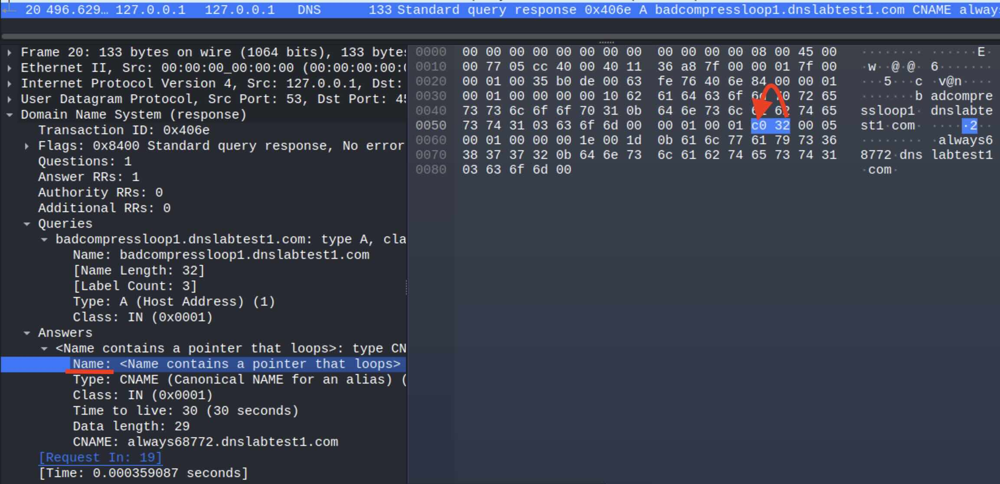 20 496.629… 127.0.0.1 127.0.0.1 DNS 133 Standard query response 0x406e A badcompressloop1.dnslabtest1.com CNAME always
Frame 20: 133 bytes on wire (1064 bits), 133 bytes
Ethernet II, Src: 00:00:00_00:00:00 (00:00:00:00:0
Internet Protocol Version 4, Src: 127.0.0.1, Dst:
User Datagram Protocol, Src Port: 53, Dst Port: 45
Domain Name System (response)
Transaction ID: 0x406e
Flags: 0x8400 Standard query response, No error
Questions: 1
Answer RRs: 1
Authority RRs: 0
Additional RRs: 0
Queries
badcompressloop1.dnslabtest1.com: type A, cla
Name: badcompressloop1.dnslabtest1.com
[Name Length: 32]
[Label Count: 3]
Type: A (Host Address) (1)
Class: IN (0x0001)
Answers
<Name contains a pointer that loops>: type CN
Name: <Name contains a pointer that loops>
Type: CNAME (Canonical NAME for an alias) (
Class: IN (0x0001)
Time to live: 30 (30 seconds)
Data length: 29
CNAME: always68772.dnslabtest1.com
[Request In: 19]
[Time: 0.000359087 seconds]
0000 00 00 00 00 00 00 00 00 00 00 00 00 08 00 45 00 ········ ······E·
0010 00 77 05 cc 40 00 40 11 36 a8 7f 00 00 01 7f 00 ·w··@·@· 6·······
0020 00 01 00 35 b0 de 00 63 fe 76 40 6e 84 00 00 01 ···5···c ·v@n····
0030 00 01 00 00 00 00 10 62 61 64 63 6f 6d 70 72 65 ·······b adcompre
0040 73 73 6c 6f 6f 70 31 0b 64 6e 73 6c 61 62 74 65 ssloop1· dnslabte
0050 73 74 31 03 63 6f 6d 00 00 01 00 01 c0 32 00 05 st1·com· ·····2··
0060 00 01 00 00 00 1e 00 1d 0b 61 6c 77 61 79 73 36 ········ ·always6
0070 38 37 37 32 0b 64 6e 73 6c 61 62 74 65 73 74 31 8772·dns labtest1
0080 03 63 6f 6d 00 ·com·